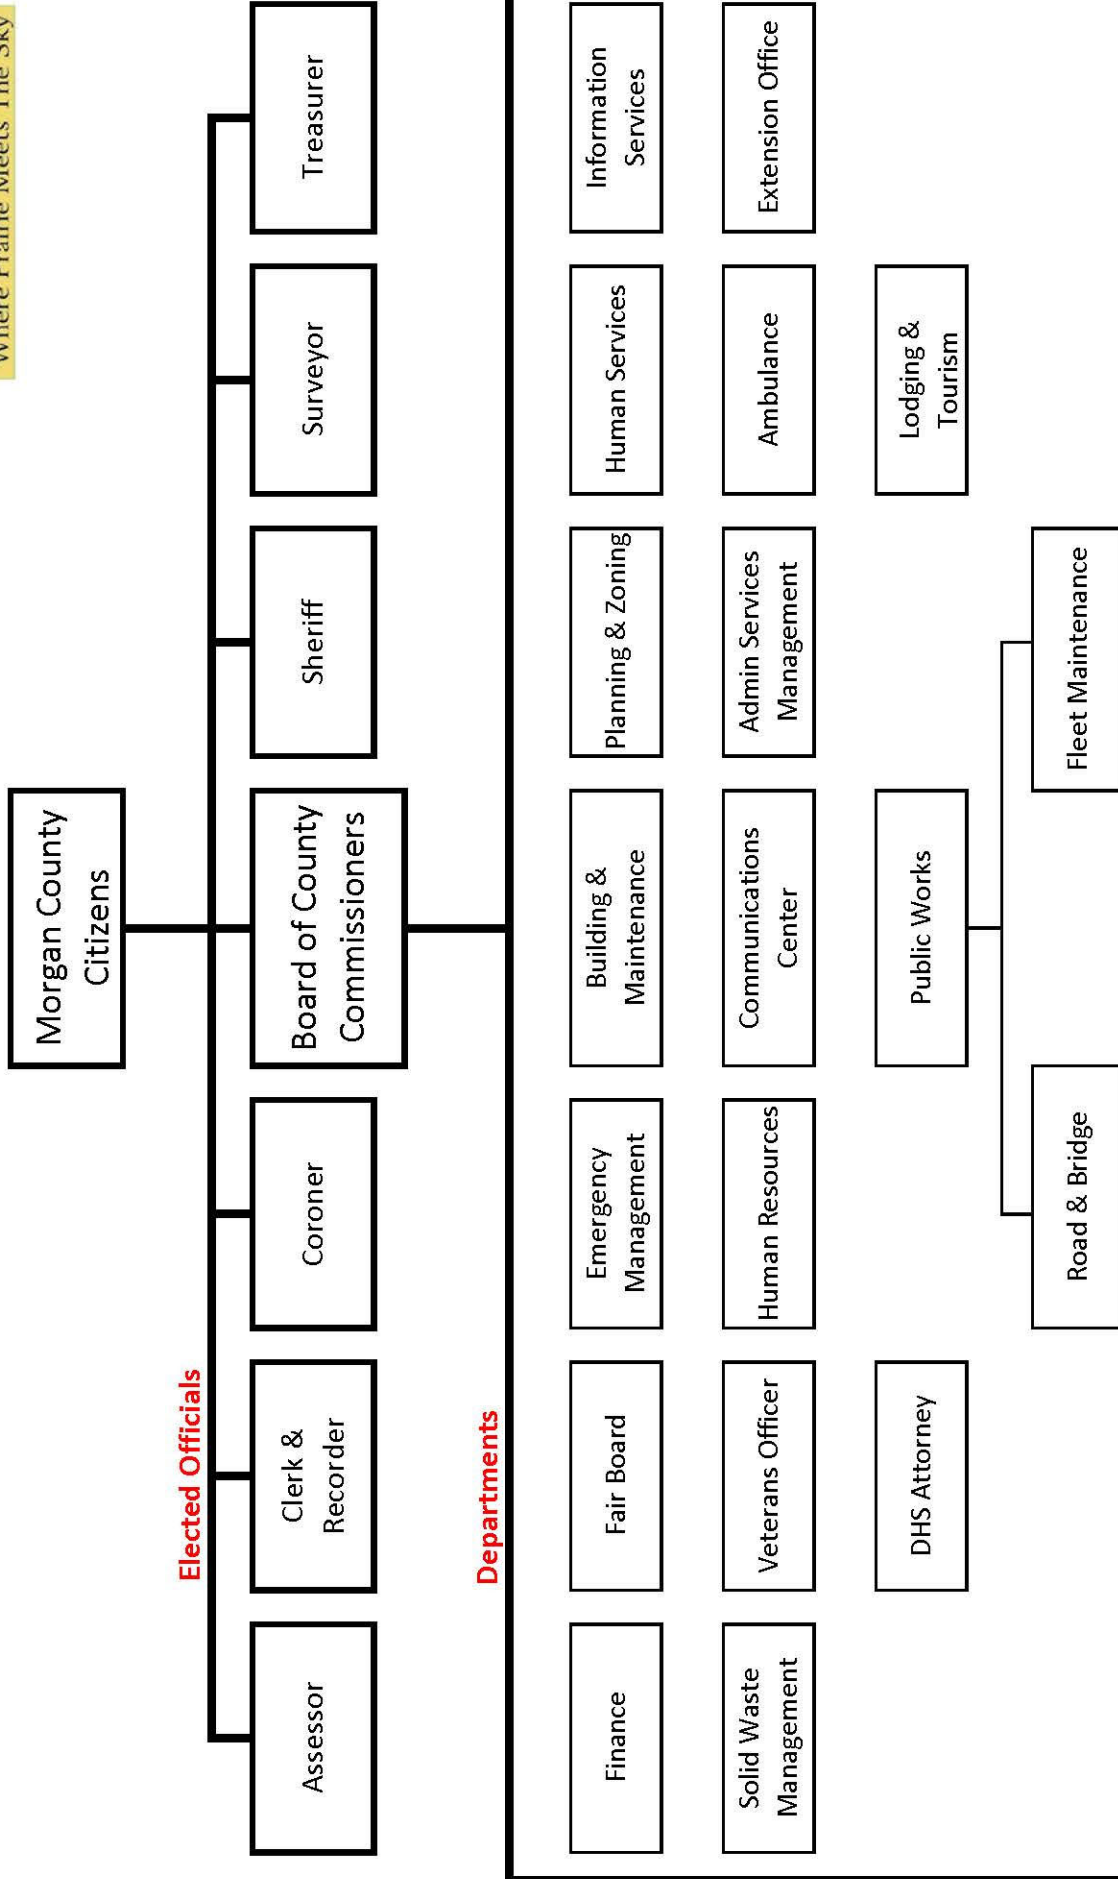 Where Prairie Meets The Sky
Morgan County
Citizens
Elected Officials
Assessor
Clerk &
Recorder
Coroner
Board of County
Commissioners
Sheriff
Surveyor
Treasurer
Departments
Finance
Fair Board
Emergency
Management
Building &
Maintenance
Planning & Zoning
Human Services
Information
Services
Solid Waste
Management
Veterans Officer
Human Resources
Communications
Center
Admin Services
Management
Ambulance
Extension Office
DHS Attorney
Public Works
Lodging &
Tourism
Road & Bridge
Fleet Maintenance